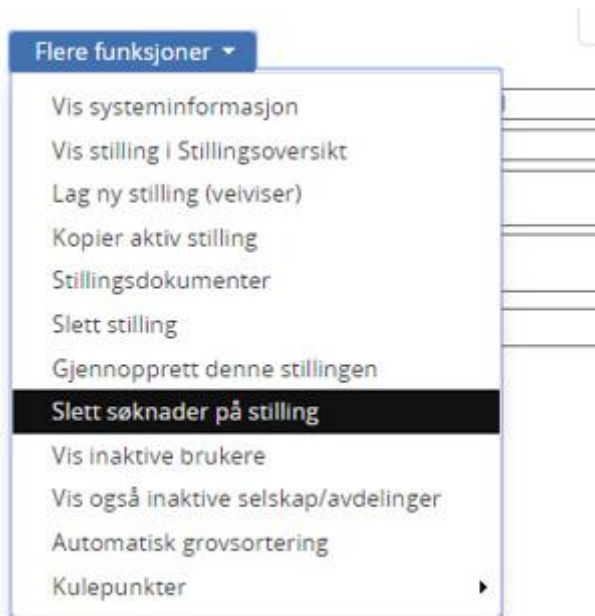 Flere funksjoner
Vis systeminformasjon
Vis stilling i Stillingsoversikt
Lag ny stilling (veiviser)
Kopier aktiv stilling
Stillingsdokumenter
Slett stilling
Gjennopprett denne stillingen
Slett søknader på stilling
Vis inaktive brukere
Vis også inaktive selskap/avdelinger
Automatisk grovsortering
Kulepunkter